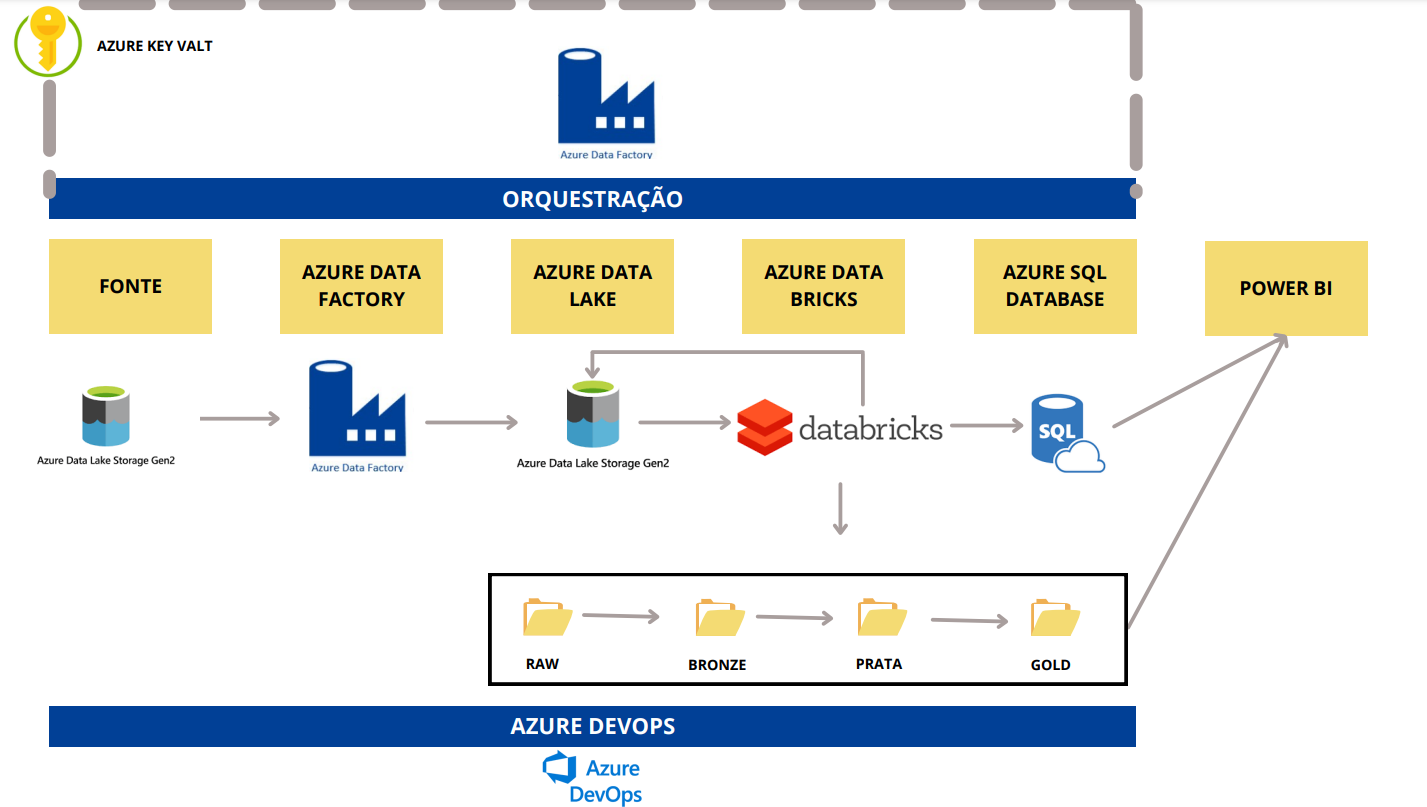 AZURE KEY VALT
Azure Data Factory
ORQUESTRAÇÃO
FONTE
AZURE DATA
FACTORY
AZURE DATA
LAKE
AZURE DATA
BRICKS
AZURE SQL
DATABASE
POWER BI
Azure Data Lake Storage Gen2
Azure Data Factory
Azure Data Lake Storage Gen2
databricks
SQL
RAW
BRONZE
PRATA
GOLD
AZURE DEVOPS
Azure
DevOps